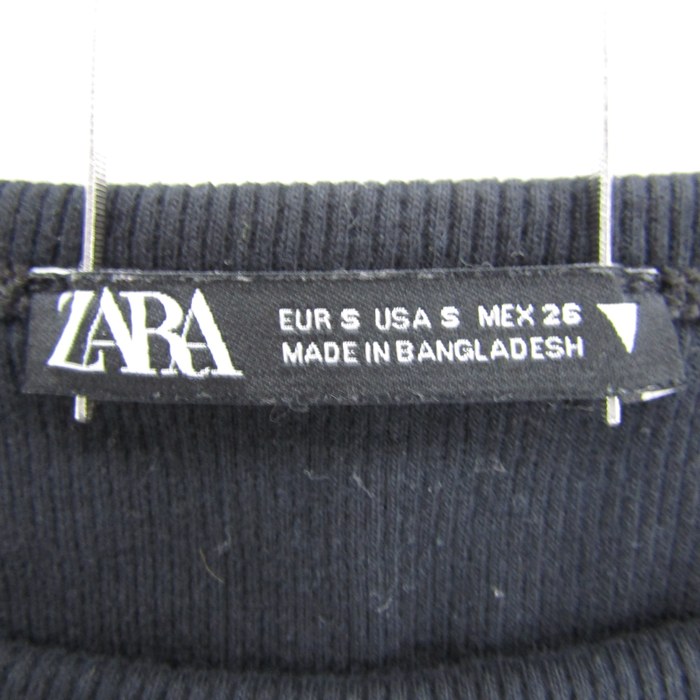 ZARA
EUR S USA S MEX 26
MADE IN BANGLADESH